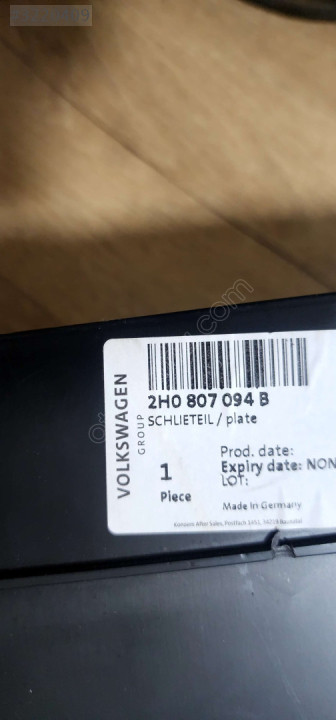 VOLKSWAGEN
GROUP
2H0 807 094 B
SCHLIETEIL / plate
1
Piece
Prod. date:
Expiry date: NON
LOT:
Made in Germany